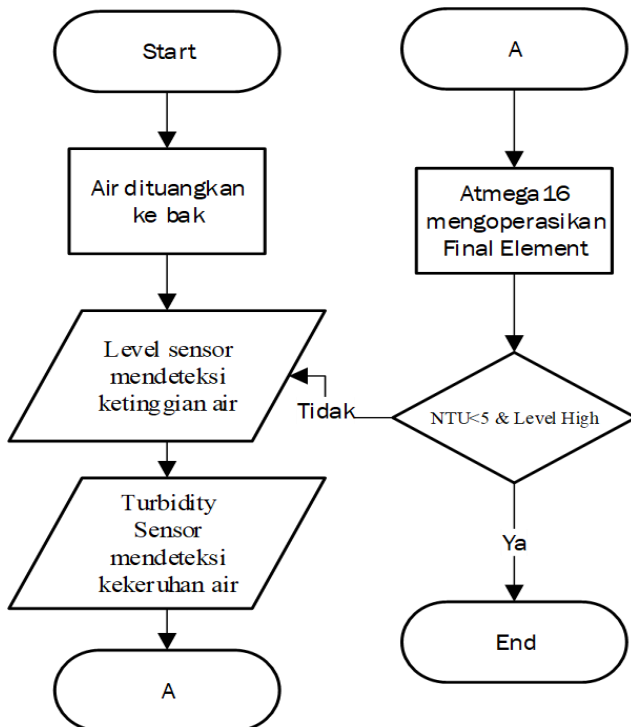 Start
Air dituangkan
ke bak
Level sensor
mendeteksi
ketinggian air
Turbidity
Sensor
mendeteksi
kekeruhan air
A
A
Atmega16
mengoperasikan
Final Element
NTU<5 & Level High
Tidak
Ya
End